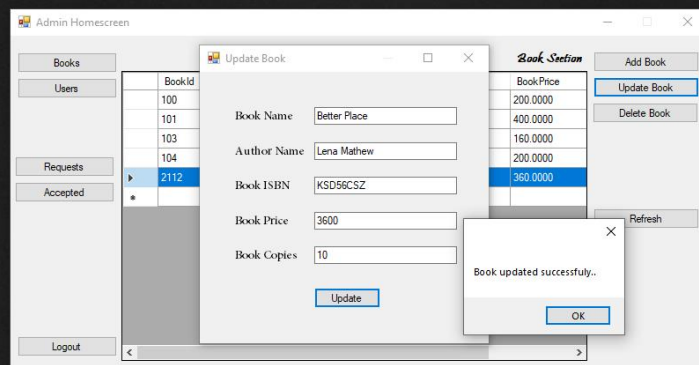 Admin Homescreen
Books
Users
Requests
Accepted
Logout
Book Section
BookId
BookPrice
100
200.0000
101
400.0000
103
160.0000
104
200.0000
2112
360.0000
Add Book
Update Book
Delete Book
Refresh
Update Book
Book Name
Better Place
Author Name
Lena Mathew
Book ISBN
KSD56CSZ
Book Price
3600
Book Copies
10
Update
Book updated successfuly..
OK